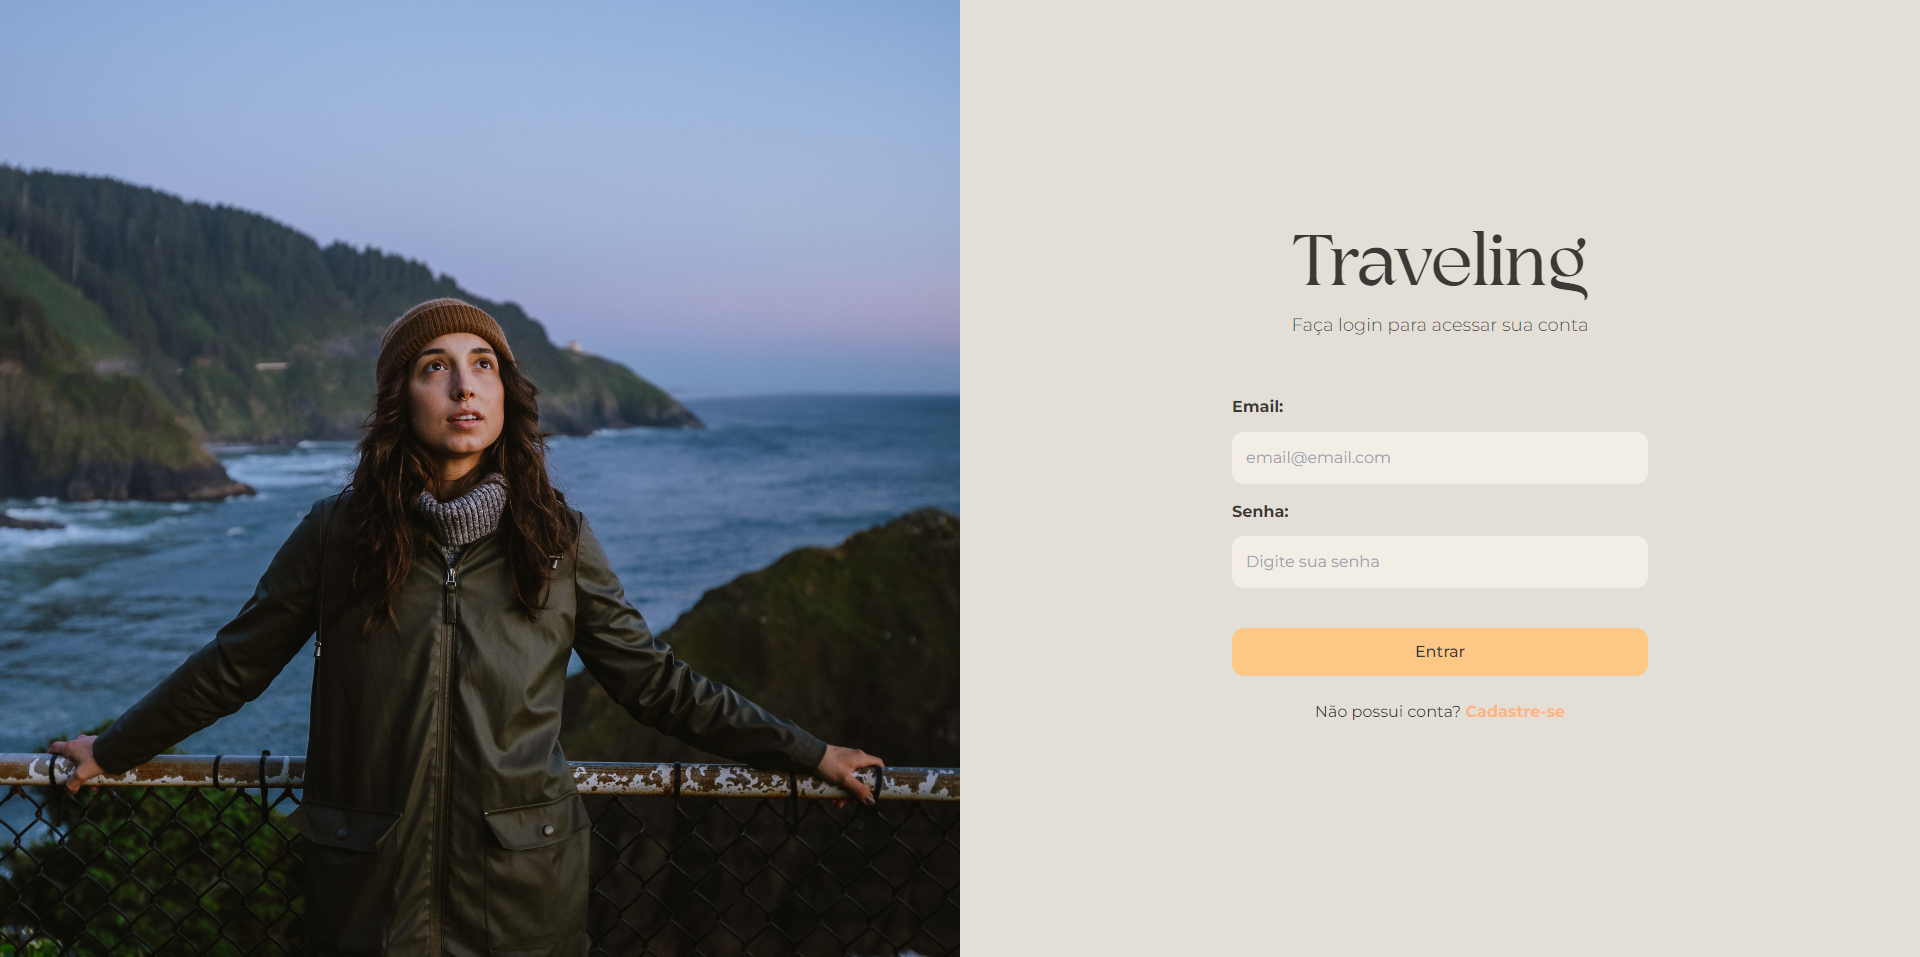 Traveling
Faça login para acessar sua conta
Email:
email@email.com
Senha:
Digite sua senha
Entrar
Não possui conta? Cadastre-se